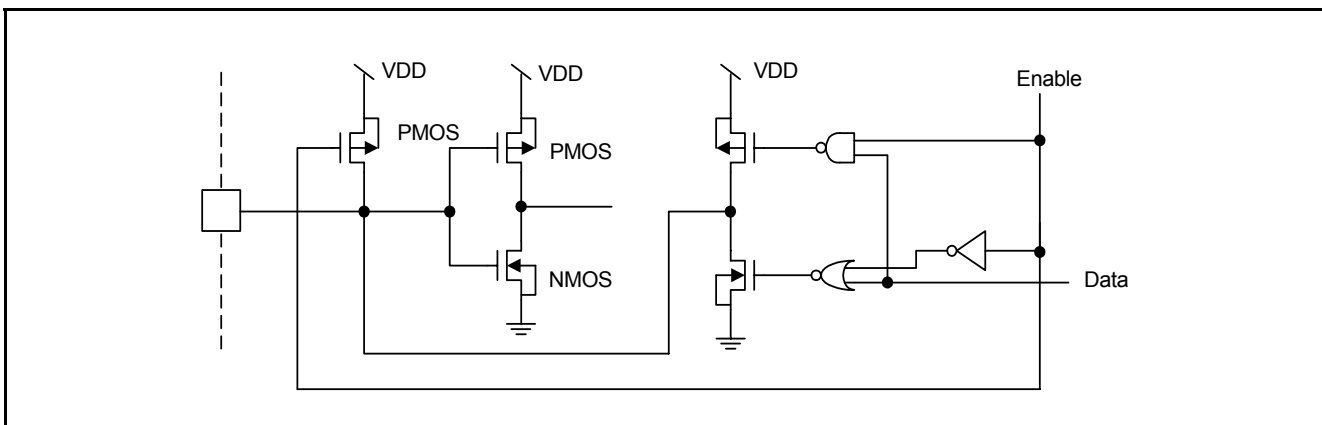 VDD
VDD
VDD
Enable
PMOS
PMOS
NMOS
Data